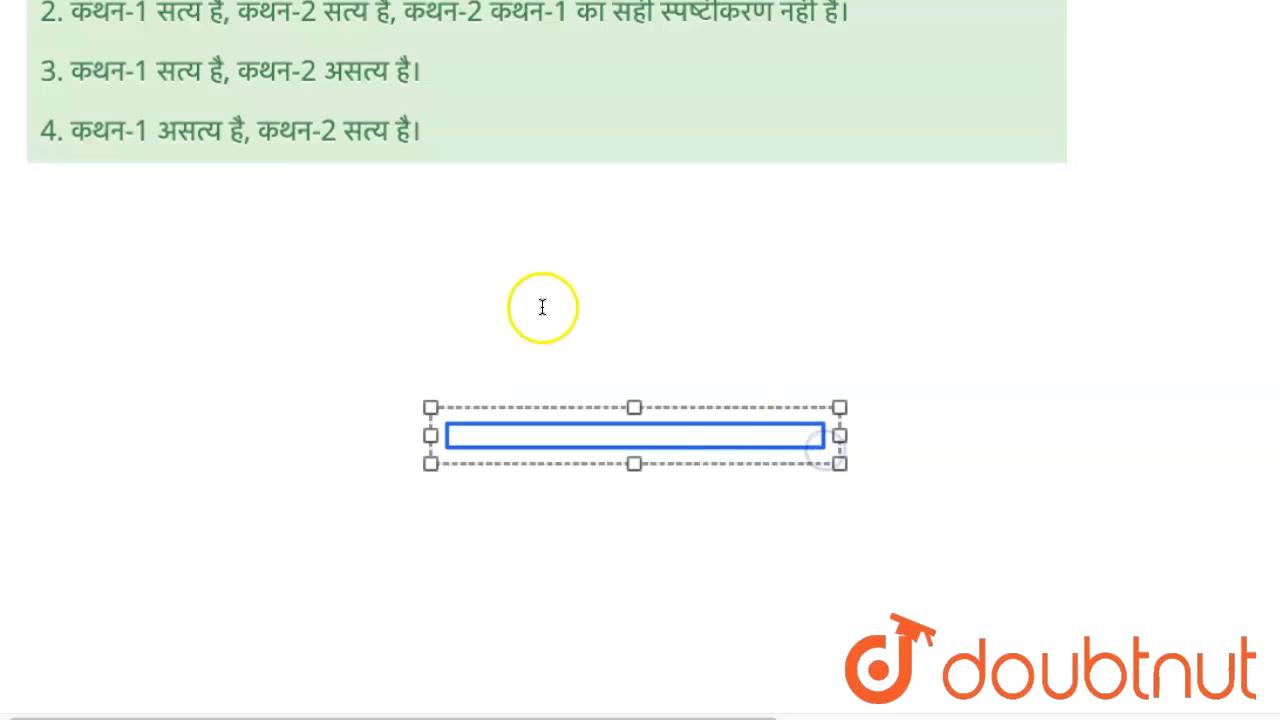 2. कथन-1 सत्य है, कथन-2 सत्य है, कथन-2 कथन-1 का सही स्पष्टीकरण नहीं है।
3. कथन-1 सत्य है, कथन-2 असत्य है।
4. कथन-1 असत्य है, कथन-2 सत्य है।
doubtnut